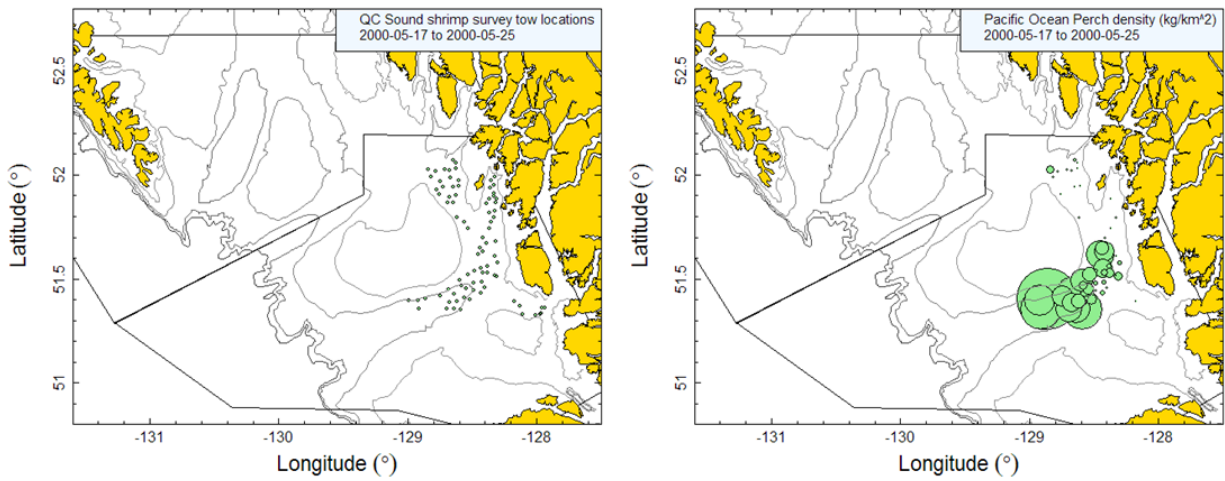 QC Sound shrimp survey tow locations
2000-05-17 to 2000-05-25
52.5
52
51.5
51
Latitude (°)
-131
-130
-129
-128
Longitude (°)
Pacific Ocean Perch density (kg/km^2)
2000-05-17 to 2000-05-25
52.5
52
51.5
51
Latitude (°)
-131
-130
-129
-128
Longitude (°)